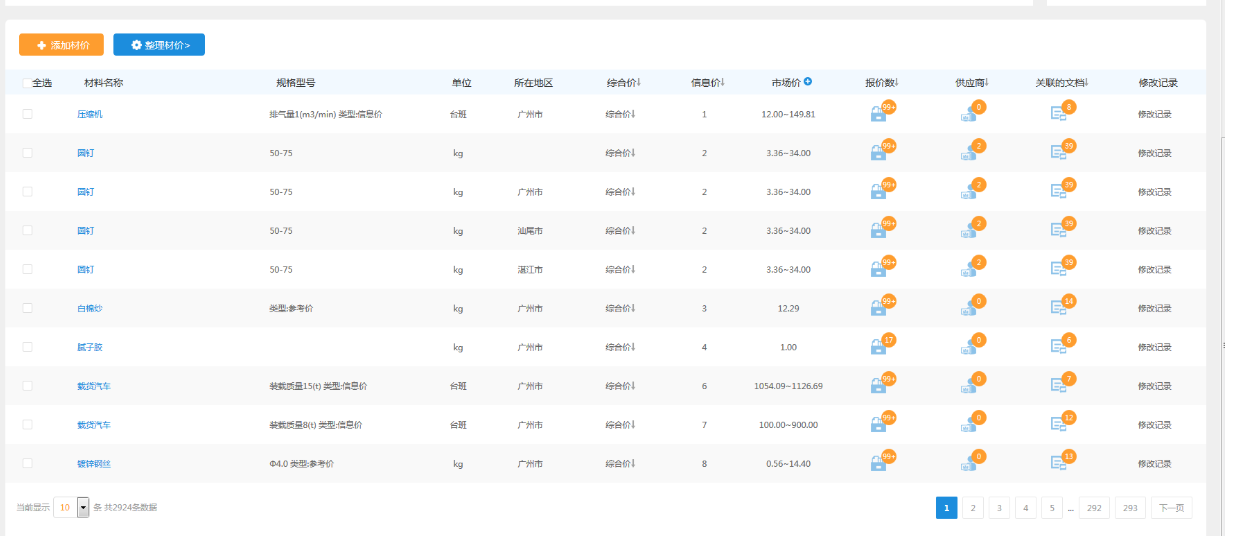 添加材价 整理材价>
全选 材料名称 规格型号 单位 所在地区 综合价↓ 信息价↓ 市场价 报价数↓ 供应商↓ 关联的文档↓ 修改记录
压缩机 排气量1(m3/min) 类型:信息价 台班 广州市 综合价↓ 1 12.00~149.81 99+ 0 8 修改记录
圆钉 50-75 kg 综合价↓ 2 3.36~34.00 99+ 2 39 修改记录
圆钉 50-75 kg 广州市 综合价↓ 2 3.36~34.00 99+ 2 39 修改记录
圆钉 50-75 kg 汕尾市 综合价↓ 2 3.36~34.00 99+ 2 39 修改记录
圆钉 50-75 kg 湛江市 综合价↓ 2 3.36~34.00 99+ 2 39 修改记录
白棉纱 类型:参考价 kg 广州市 综合价↓ 3 12.29 99+ 0 14 修改记录
腻子胶 kg 广州市 综合价↓ 4 1.00 17 0 6 修改记录
载货汽车 装载质量15(t) 类型:信息价 台班 广州市 综合价↓ 6 1054.09~1126.69 99+ 0 7 修改记录
载货汽车 装载质量8(t) 类型:信息价 台班 广州市 综合价↓ 7 100.00~900.00 99+ 0 12 修改记录
镀锌钢丝 Φ4.0 类型:参考价 kg 广州市 综合价↓ 8 0.56~14.40 99+ 0 13 修改记录
当前显示 10 条 共2924条数据 1 2 3 4 5 ... 292 293 下一页